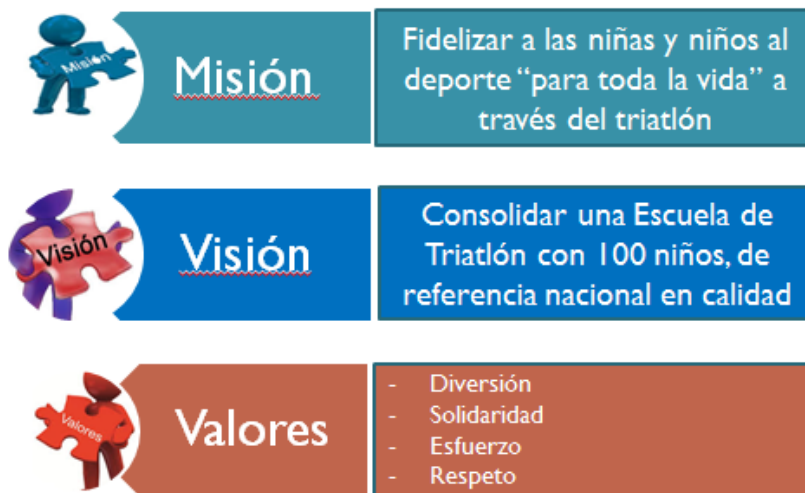 Misión
Misión
Fidelizar a las niñas y niños al
deporte “para toda la vida” a
través del triatlón
Visión
Visión
Consolidar una Escuela de
Triatlón con 100 niños, de
referencia nacional en calidad
Valores
Valores
- Diversión
- Solidaridad
- Esfuerzo
- Respeto